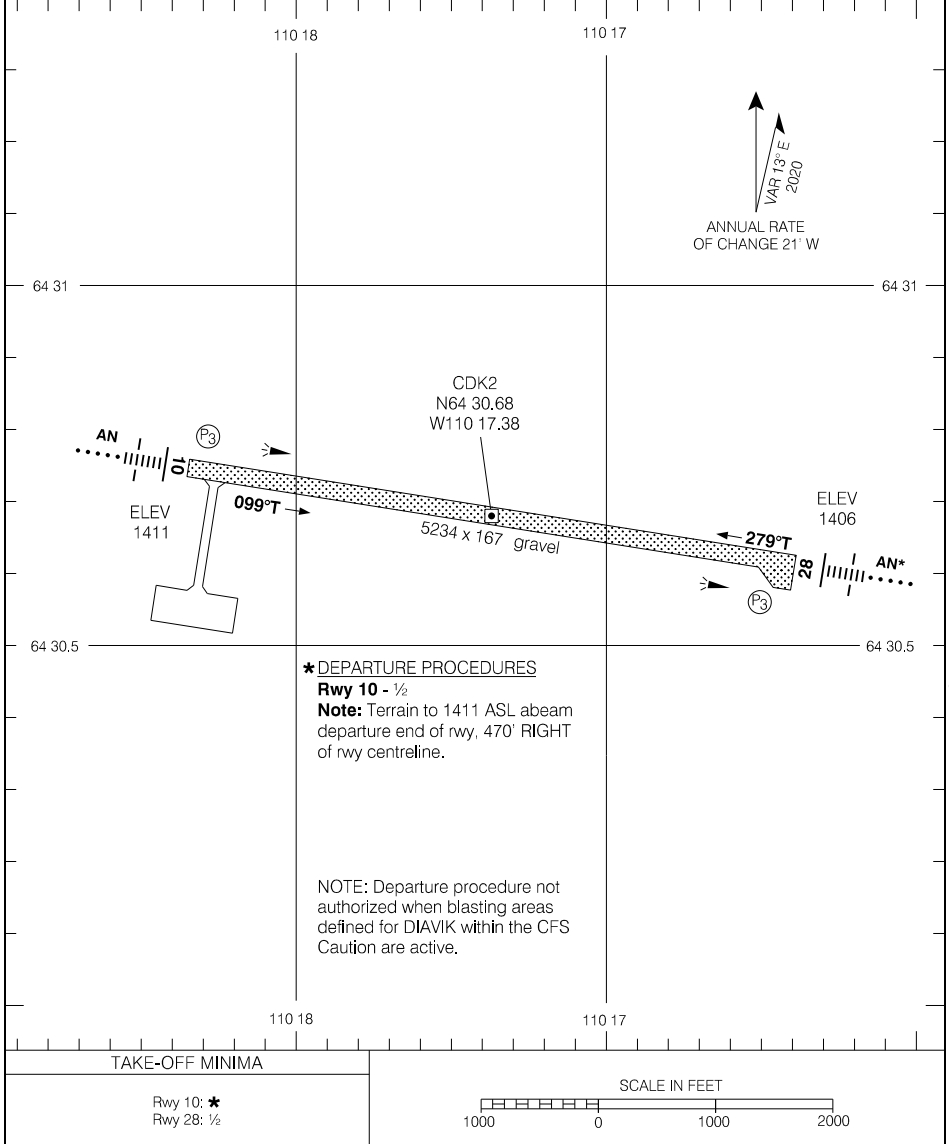 110 18
110 17
VAR 13° E
2020
ANNUAL RATE
OF CHANGE 21' W
64 31
64 31
CDK2
N64 30.68
W110 17.38
AN
P3
10
ELEV
1411
099°T
5234 x 167 gravel
279°T
ELEV
1406
28
AN*
P3
64 30.5
64 30.5
★ DEPARTURE PROCEDURES
Rwy 10 - ½
Note: Terrain to 1411 ASL abeam
departure end of rwy, 470' RIGHT
of rwy centreline.
NOTE: Departure procedure not
authorized when blasting areas
defined for DIAVIK within the CFS
Caution are active.
110 18
110 17
TAKE-OFF MINIMA
Rwy 10: ★
Rwy 28: ½
SCALE IN FEET
1000 0 1000 2000